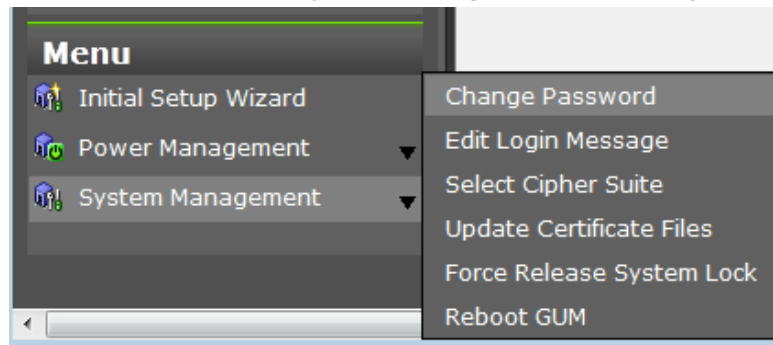 Menu
Initial Setup Wizard
Power Management
System Management
Change Password
Edit Login Message
Select Cipher Suite
Update Certificate Files
Force Release System Lock
Reboot GUM